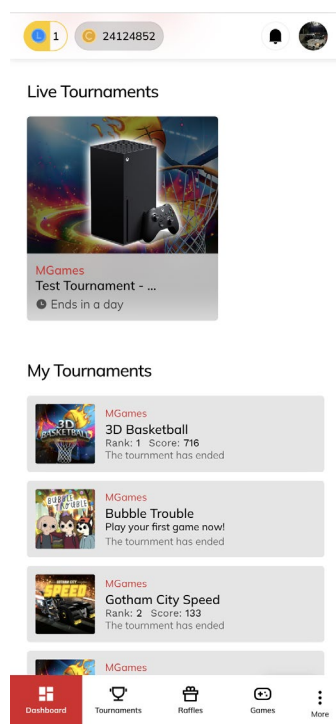 L 1
C 24124852
Live Tournaments
MGames
Test Tournament - ...
Ends in a day
My Tournaments
3D
BASKETBALL
MGames
3D Basketball
Rank: 1 Score: 716
The tournment has ended
BUBBLE
TROUBLE
MGames
Bubble Trouble
Play your first game now!
The tournment has ended
GOTHAM CITY
SPEED
MGames
Gotham City Speed
Rank: 2 Score: 133
The tournment has ended
MGames
Dashboard
Tournaments
Raffles
Games
More